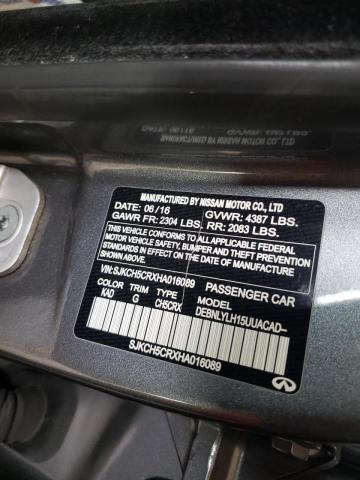 MANUFACTURED BY NISSAN MOTOR CO., LTD
DATE: 06/16 GVWR: 4387 LBS.
GAWR FR: 2304 LBS. RR: 2083 LBS.
THIS VEHICLE CONFORMS TO ALL APPLICABLE FEDERAL
MOTOR VEHICLE SAFETY, BUMPER, AND THEFT PREVENTION
STANDARDS IN EFFECT ON THE DATE OF
MANUFACTURE SHOWN ABOVE.
VIN: SJKCH5CRXHA016089 PASSENGER CAR
COLOR TRIM TYPE MODEL
KAD G CH5CRX DEBNLYLH15UUACAD--
SJKCH5CRXHA016089
INFINITI